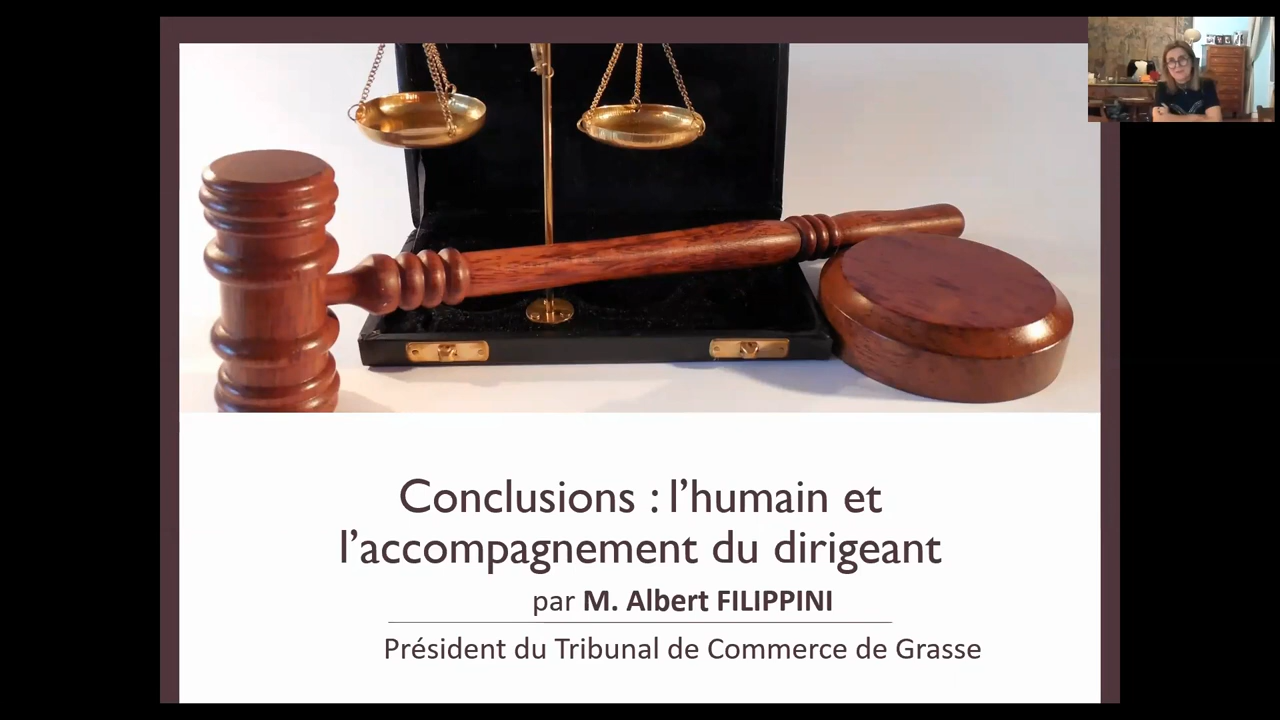 Conclusions : l’humain et
l’accompagnement du dirigeant
par M. Albert FILIPPINI
Président du Tribunal de Commerce de Grasse